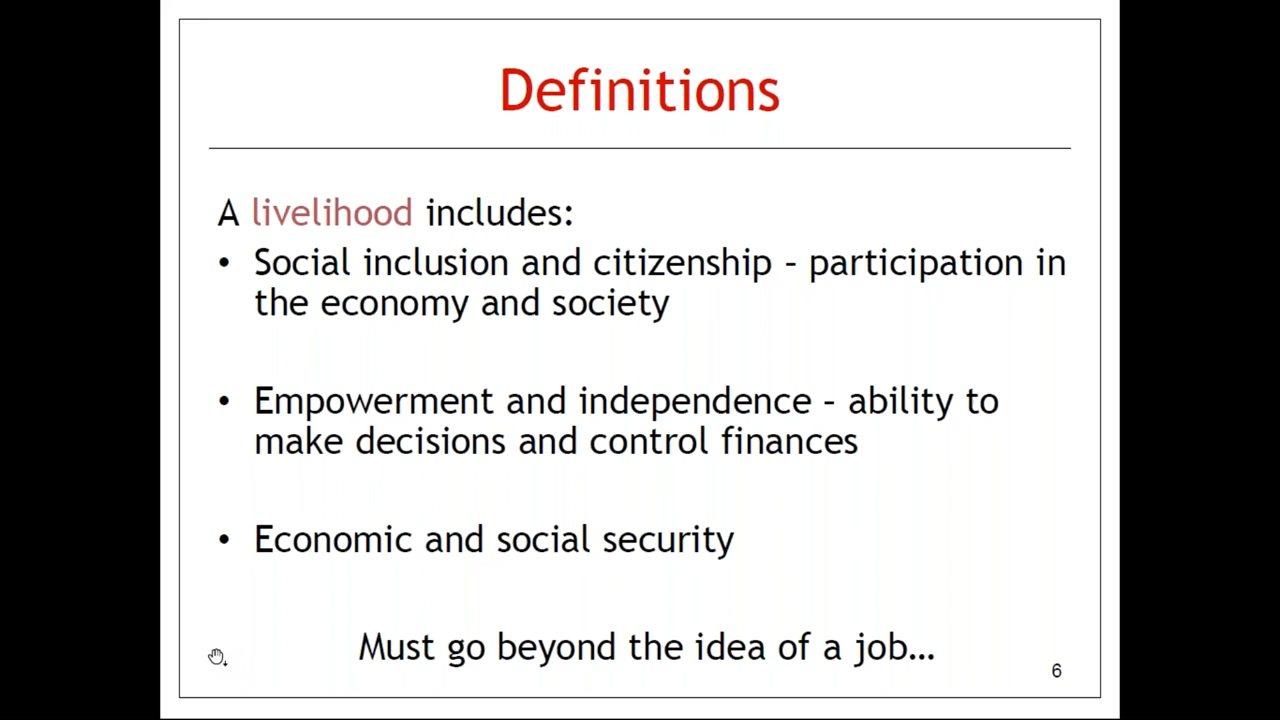 Definitions
A livelihood includes:
• Social inclusion and citizenship – participation in
the economy and society
• Empowerment and independence – ability to
make decisions and control finances
• Economic and social security
Must go beyond the idea of a job…
6